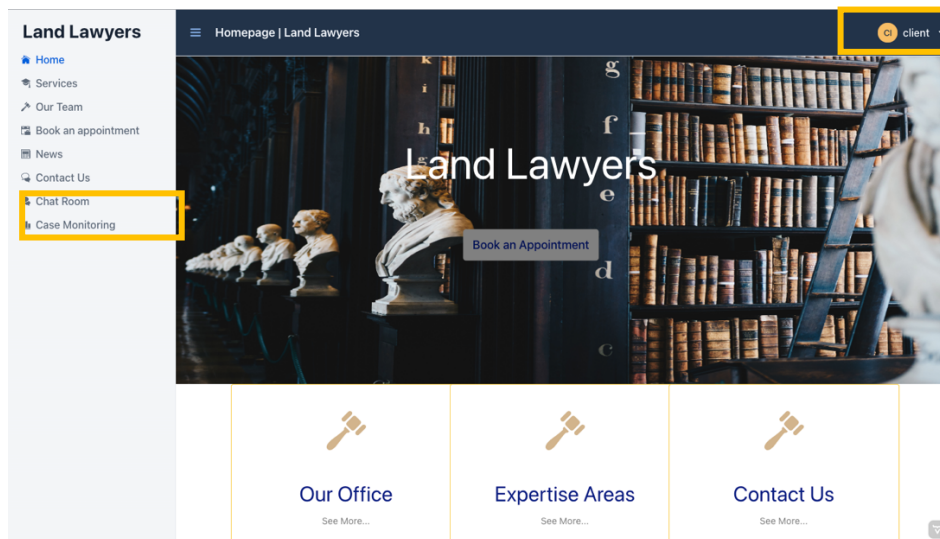 Land Lawyers
Home
Services
Our Team
Book an appointment
News
Contact Us
Chat Room
Case Monitoring
Homepage | Land Lawyers
Cl client
k
i
h
g
g
f
e
d
c
Land Lawyers
Book an Appointment
Our Office
See More...
Expertise Areas
See More...
Contact Us
See More...